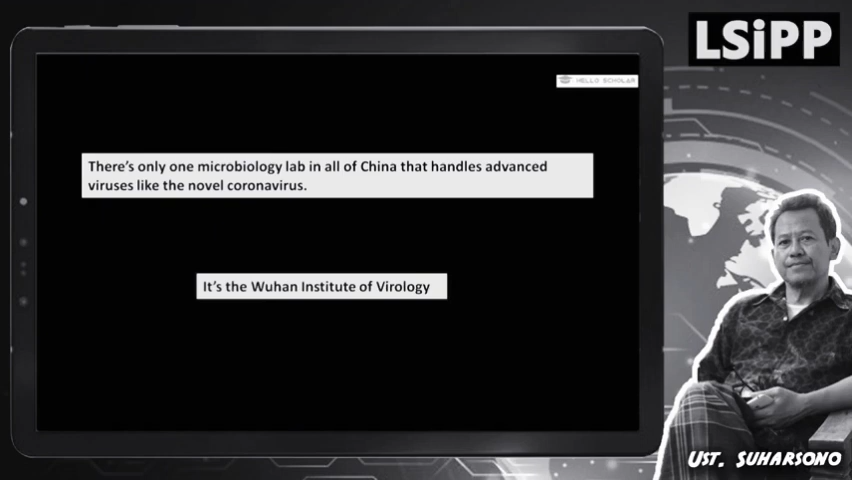 LSiPP
HELLO SCHOLAR
There's only one microbiology lab in all of China that handles advanced
viruses like the novel coronavirus.
It's the Wuhan Institute of Virology
UST. SUHARSONO